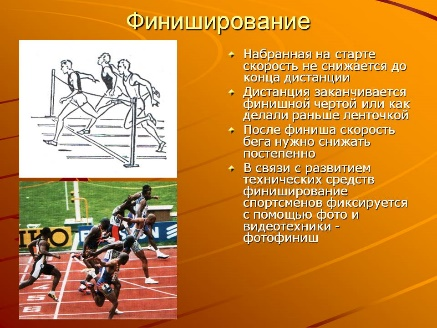 Финиширование
Набранная на старте
скорость не снижается до
конца дистанции
Дистанция заканчивается
финишной чертой или как
делали раньше ленточкой
После финиша скорость
бега нужно снижать
постепенно
В связи с развитием
технических средств
финиширование
спортсменов фиксируется
с помощью фото и
видеотехники -
фотофиниш